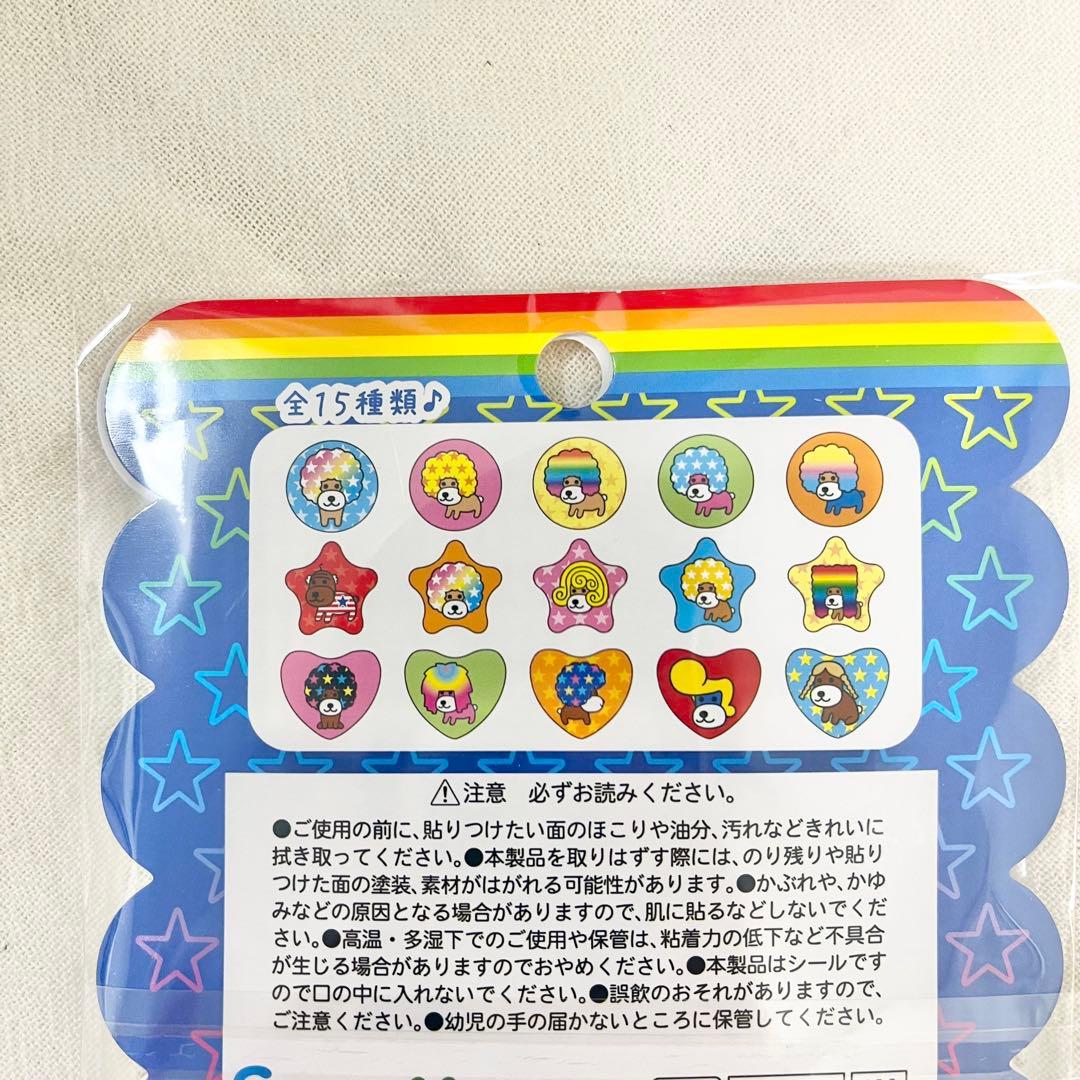 全15種類♪
⚠注意 必ずお読みください。
●ご使用の前に、貼りつけたい面のほこりや油分、汚れなどきれいに
拭き取ってください。●本製品を取りはずす際には、のり残りや貼り
つけた面の塗装、素材がはがれる可能性があります。●かぶれや、かゆ
みなどの原因となる場合がありますので、肌に貼るなどしないでくだ
さい。●高温・多湿下でのご使用や保管は、粘着力の低下など不具合
が生じる場合がありますのでおやめください。●本製品はシールです
ので口の中に入れないでください。●誤飲のおそれがありますので、
ご注意ください。●幼児の手の届かないところに保管してください。